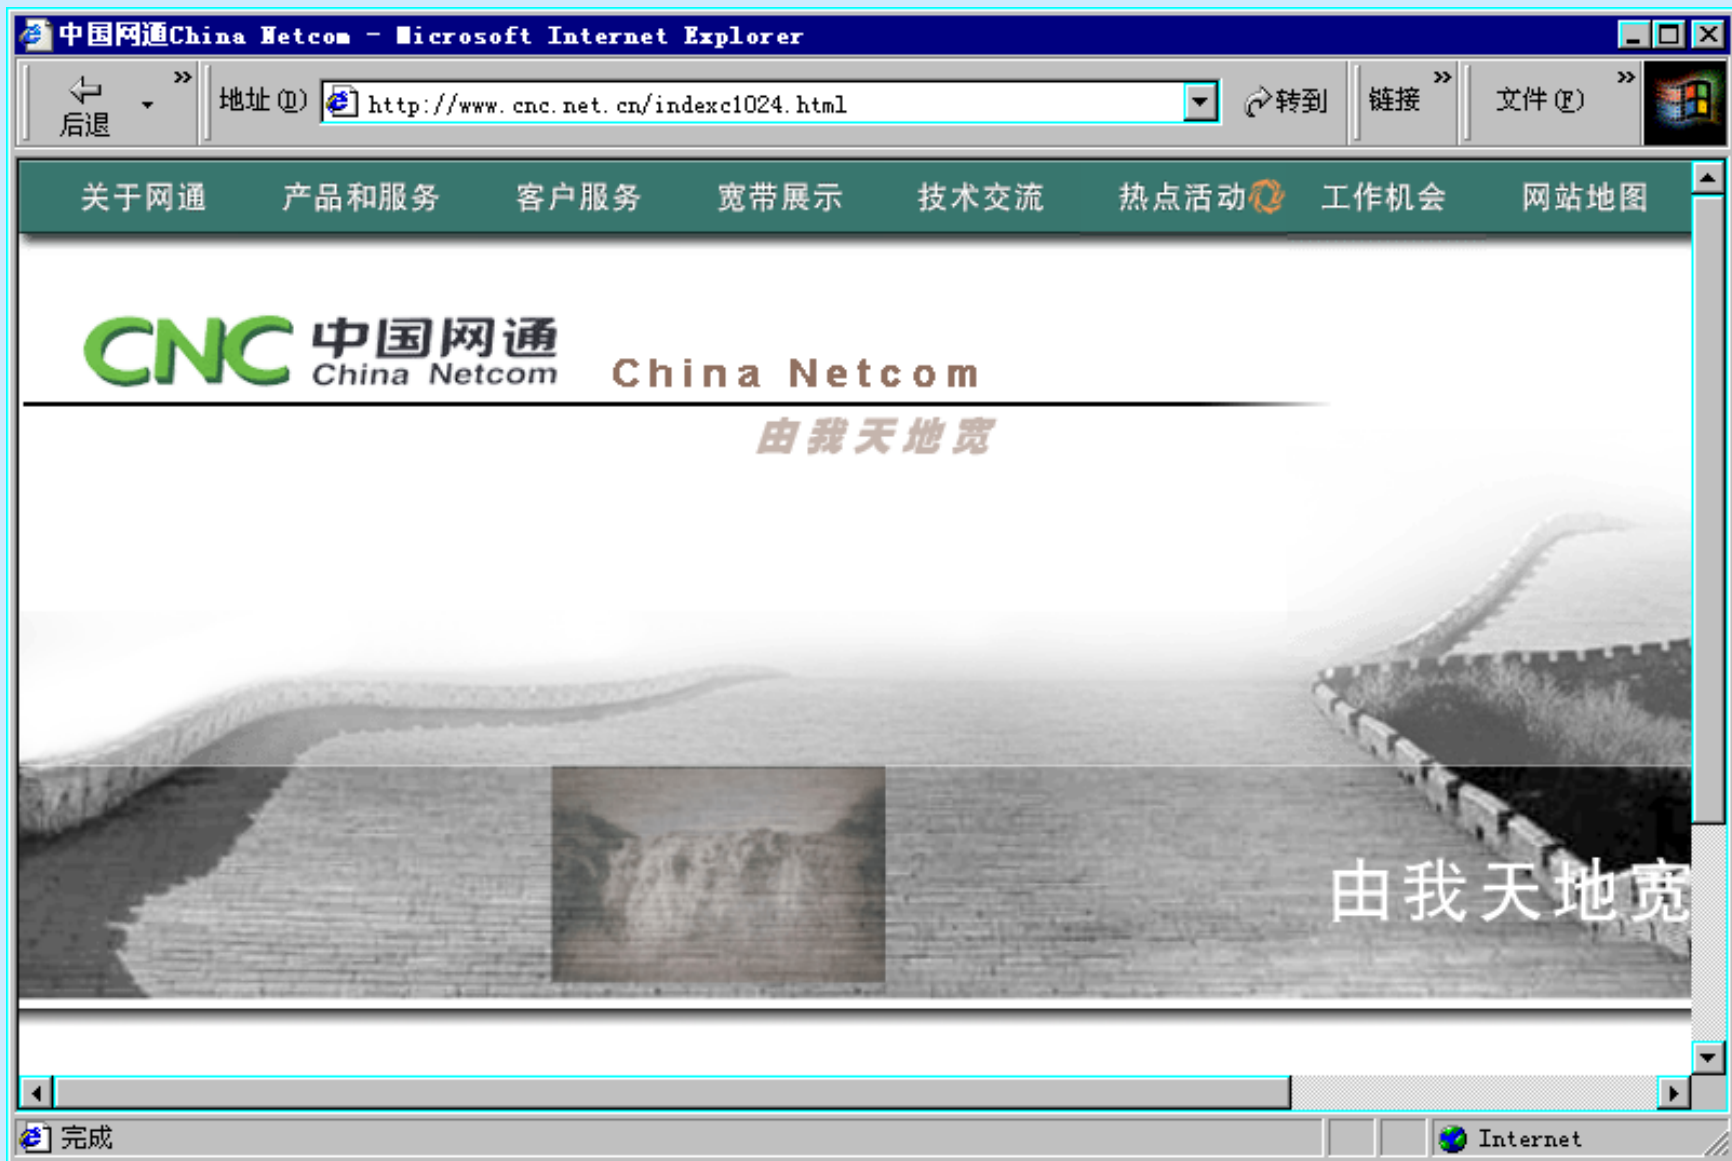 中国网通China Netcom - Microsoft Internet Explorer
后退 » 地址(D) http://www.cnc.net.cn/indexc1024.html 转到 链接 » 文件(F) »
关于网通 产品和服务 客户服务 宽带展示 技术交流 热点活动 工作机会 网站地图
CNC 中国网通
China Netcom China Netcom
由我天地宽
由我天地宽
完成 Internet